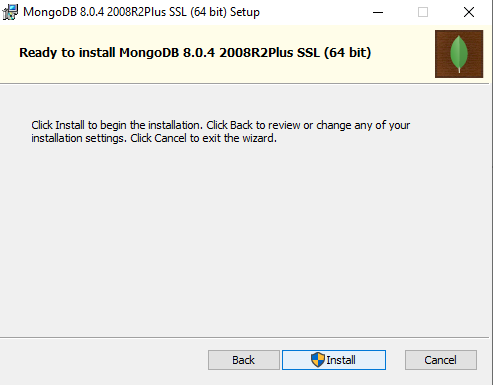 MongoDB 8.0.4 2008R2Plus SSL (64 bit) Setup
Ready to install MongoDB 8.0.4 2008R2Plus SSL (64 bit)
Click Install to begin the installation. Click Back to review or change any of your
installation settings. Click Cancel to exit the wizard.
Back
Install
Cancel